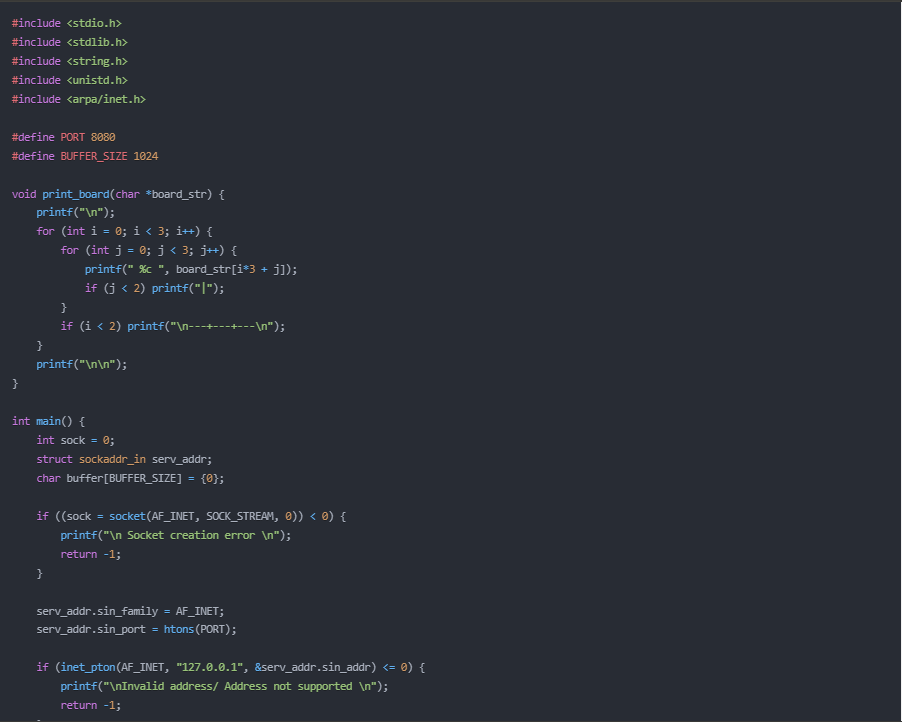 #include <stdio.h>
#include <stdlib.h>
#include <string.h>
#include <unistd.h>
#include <arpa/inet.h>

#define PORT 8080
#define BUFFER_SIZE 1024

void print_board(char *board_str) {
    printf("\n");
    for (int i = 0; i < 3; i++) {
        for (int j = 0; j < 3; j++) {
            printf(" %c ", board_str[i*3 + j]);
            if (j < 2) printf("|");
        }
        if (i < 2) printf("\n---+---+---\n");
    }
    printf("\n\n");
}

int main() {
    int sock = 0;
    struct sockaddr_in serv_addr;
    char buffer[BUFFER_SIZE] = {0};

    if ((sock = socket(AF_INET, SOCK_STREAM, 0)) < 0) {
        printf("\n Socket creation error \n");
        return -1;
    }

    serv_addr.sin_family = AF_INET;
    serv_addr.sin_port = htons(PORT);

    if (inet_pton(AF_INET, "127.0.0.1", &serv_addr.sin_addr) <= 0) {
        printf("\nInvalid address/ Address not supported \n");
        return -1;